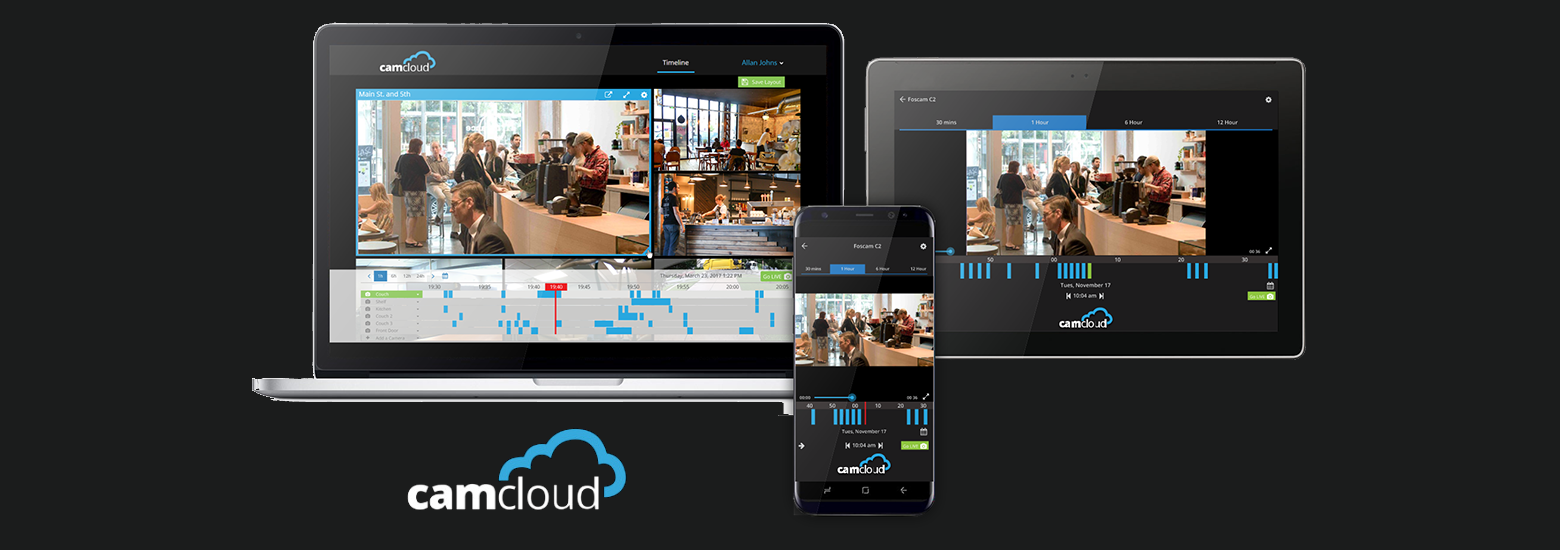 camcloud
Timeline
Allan Johns
Save Layout
Main St. and 5th
1h 6h 12h 24h
Thursday, March 23, 2017 1:22 PM
Go LIVE
19:30 19:35 19:40 19:40 19:45 19:50 19:55 20:00 20:05
Couch
Shelf
Kitchen
Couch 2
Couch 3
Front Door
Add a Camera
Foscam C2
30 mins 1 Hour 6 Hour 12 Hour
00:36
50 00 10 20 30
Tues, November 17
10:04 am
Go Live
camcloud
Foscam C2
30 mins 1 Hour 6 Hour 12 Hour
00:00 00:36
40 50 00 10 20 30
Tues, November 17
10:04 am
Go Live
camcloud
camcloud